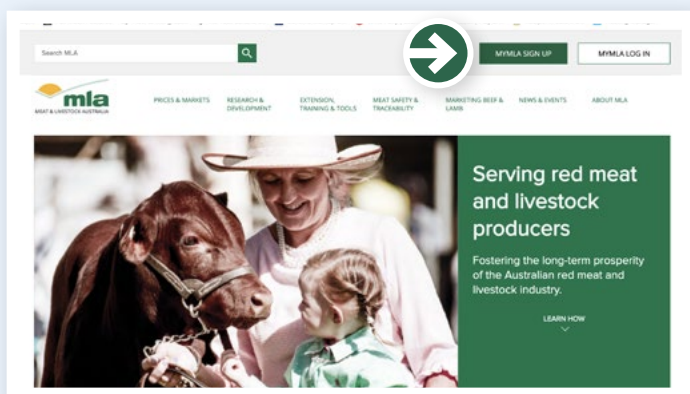 Search MLA
MYMLA SIGN UP
MYMLA LOG IN
mla
MEAT & LIVESTOCK AUSTRALIA
PRICES & MARKETS
RESEARCH &
DEVELOPMENT
EXTENSION,
TRAINING & TOOLS
MEAT SAFETY &
TRACEABILITY
MARKETING BEEF &
LAMB
NEWS & EVENTS
ABOUT MLA
Serving red meat
and livestock
producers
Fostering the long-term prosperity
of the Australian red meat and
livestock industry.
LEARN HOW